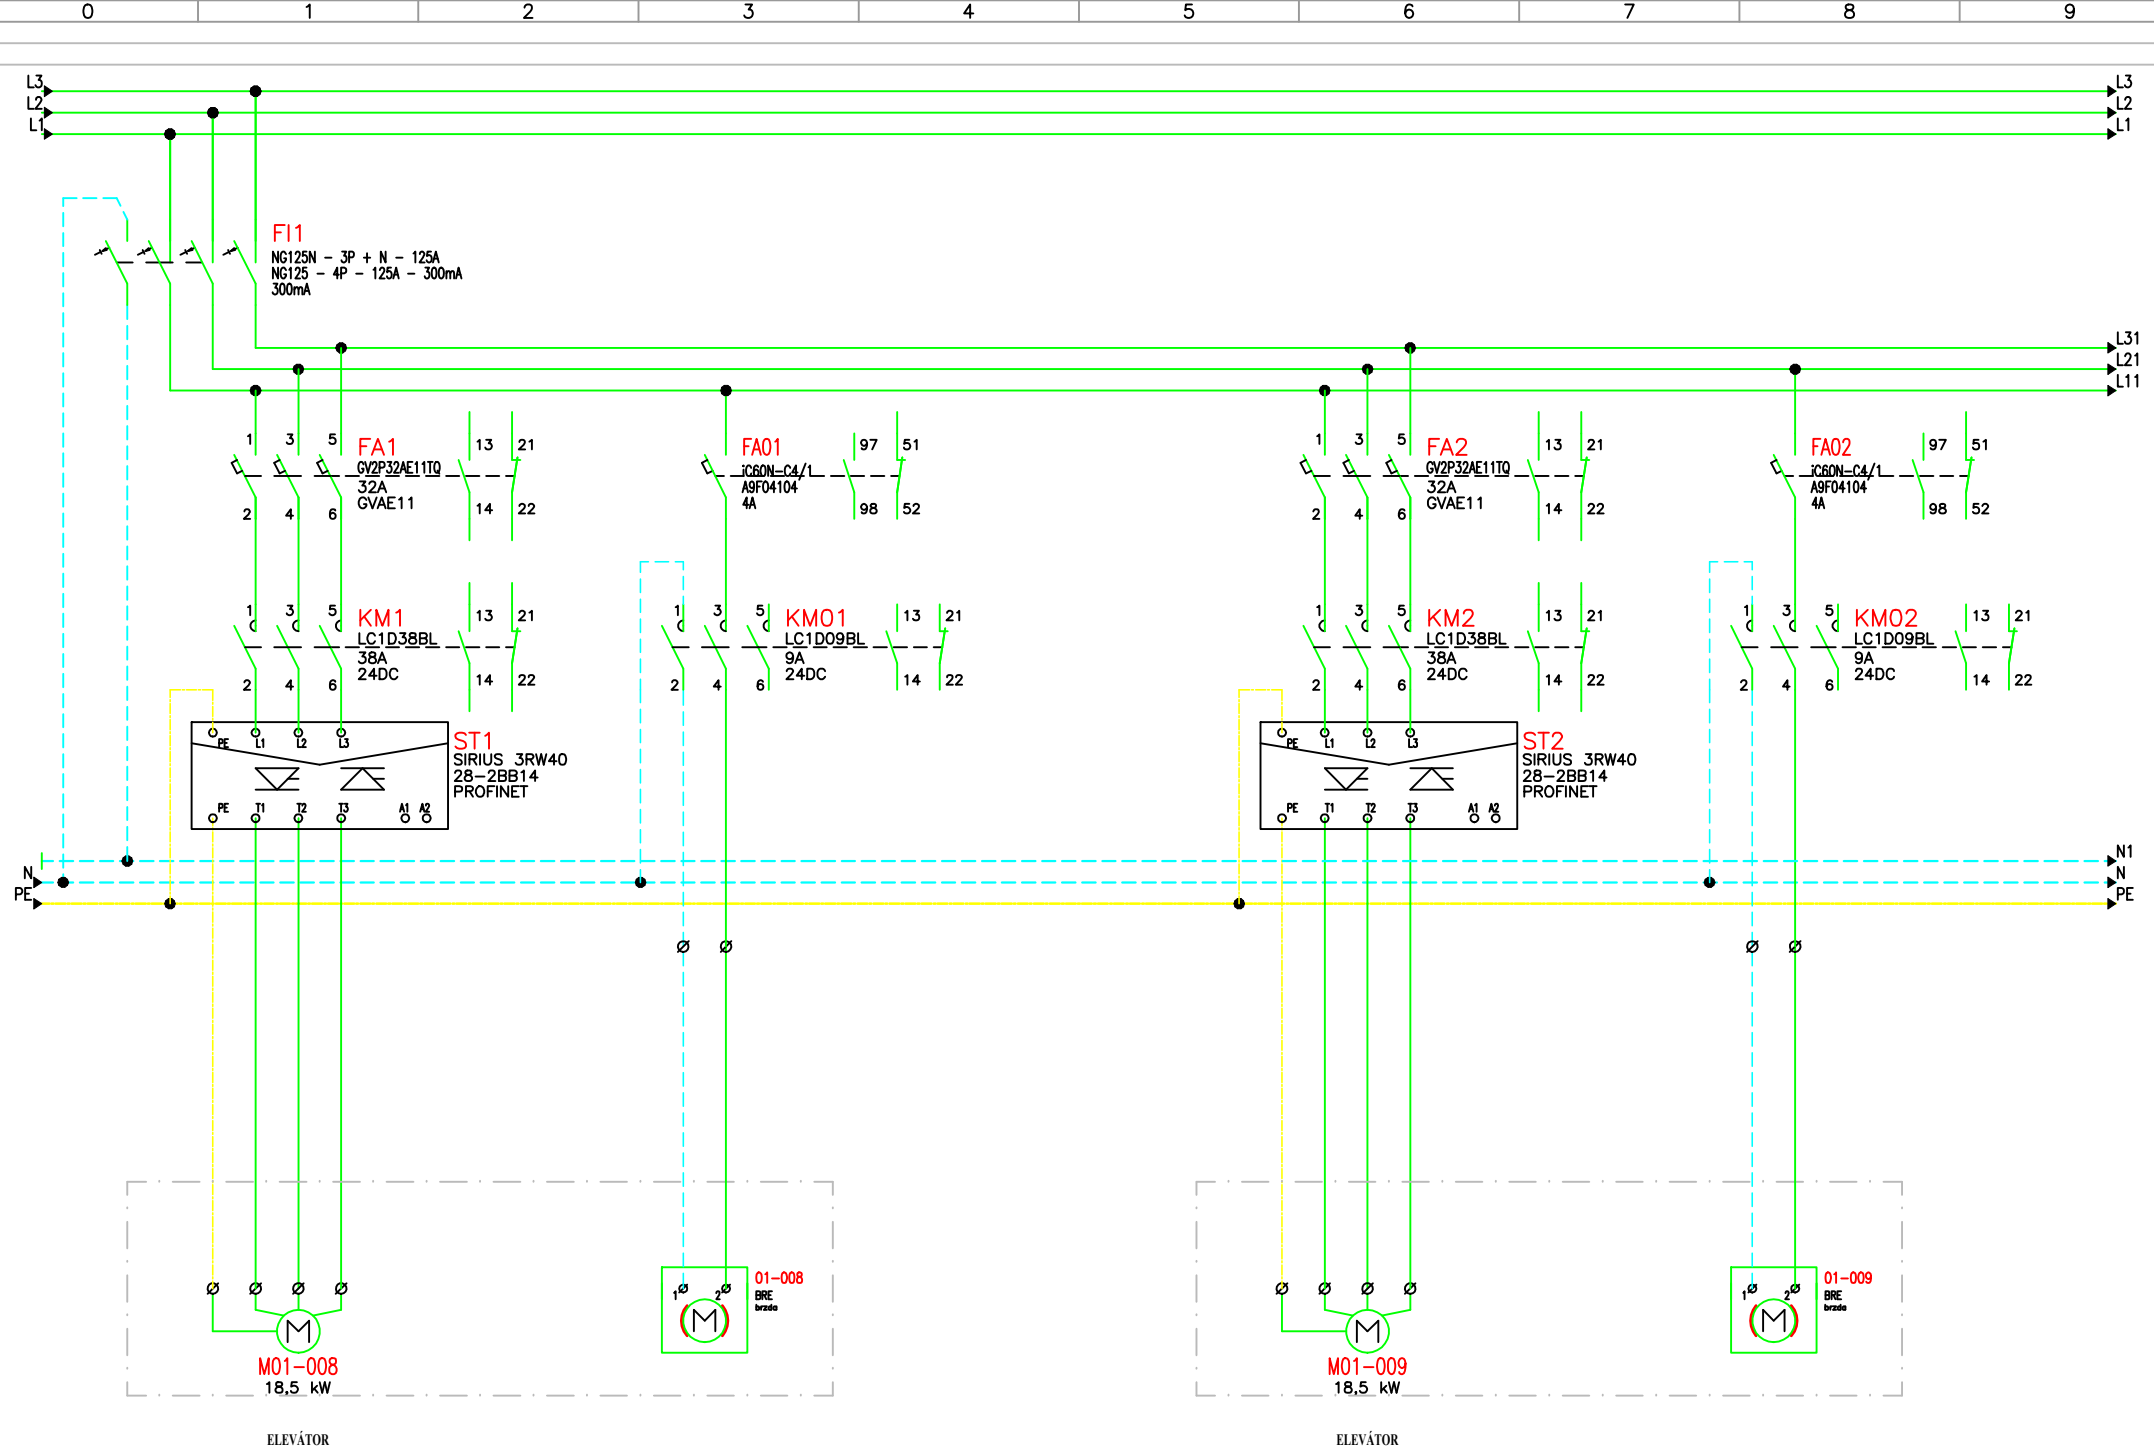 0 1 2 3 4 5 6 7 8 9
L3 L3
L2 L2
L1 L1
FI1
NG125N - 3P + N - 125A
NG125 - 4P - 125A - 300mA
300mA
L31
L21
L11
1 3 5 FA1 13 21
GV2P32AE11TQ
32A
GVAE11
2 4 6 14 22
FA01 97 51
iC60N-C4/1
A9F04104
4A
98 52
1 3 5 FA2 13 21
GV2P32AE11TQ
32A
GVAE11
2 4 6 14 22
FA02 97 51
iC60N-C4/1
A9F04104
4A
98 52
1 3 5 KM1 13 21
LC1D38BL
38A
24DC
2 4 6 14 22
1 3 5 KM01 13 21
LC1D09BL
9A
24DC
2 4 6 14 22
1 3 5 KM2 13 21
LC1D38BL
38A
24DC
2 4 6 14 22
1 3 5 KM02 13 21
LC1D09BL
9A
24DC
2 4 6 14 22
PE L1 L2 L3
ST1
SIRIUS 3RW40
28-2BB14
PROFINET
PE T1 T2 T3 A1 A2
PE L1 L2 L3
ST2
SIRIUS 3RW40
28-2BB14
PROFINET
PE T1 T2 T3 A1 A2
N1
N N
PE PE
M
M01-008
18,5 kW
1 2
M
01-008
BRE
brzda
M
M01-009
18,5 kW
1 2
M
01-009
BRE
brzda
ELEVÁTOR ELEVÁTOR